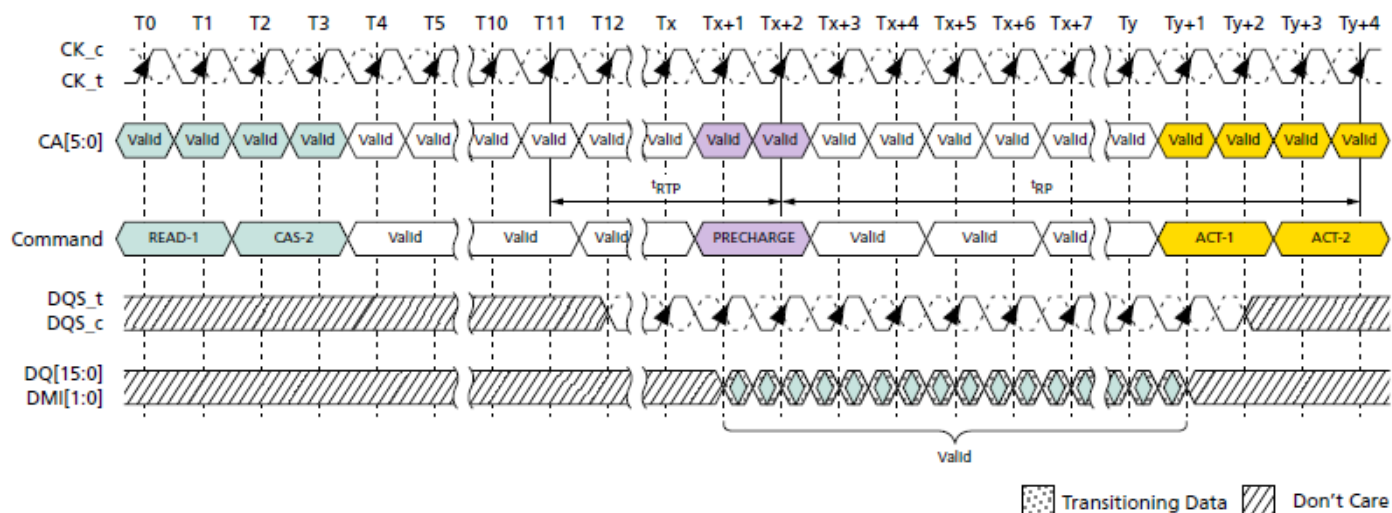 T0 T1 T2 T3 T4 T5 T10 T11 T12 Tx Tx+1 Tx+2 Tx+3 Tx+4 Tx+5 Tx+6 Tx+7 Ty Ty+1 Ty+2 Ty+3 Ty+4
CK_c
CK_t
CA[5:0] Valid Valid Valid Valid Valid Valid Valid Valid Valid Valid Valid Valid Valid Valid Valid Valid Valid Valid Valid Valid Valid Valid
tRTP tRP
Command READ-1 CAS-2 Valid Valid Valid PRECHARGE Valid Valid Valid ACT-1 ACT-2
DQS_t
DQS_c
DQ[15:0]
DMI[1:0]
Valid
Transitioning Data Don't Care